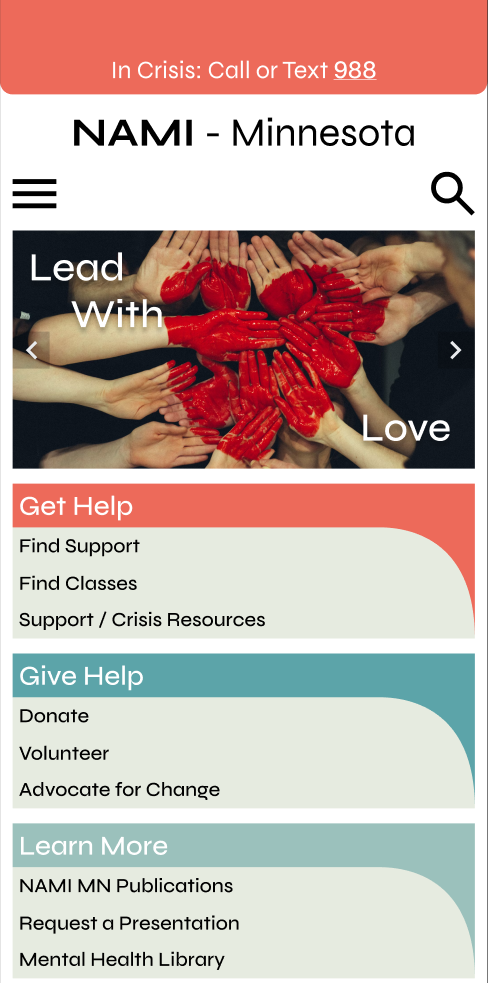 In Crisis: Call or Text 988
NAMI - Minnesota
Lead
With
Love
Get Help
Find Support
Find Classes
Support / Crisis Resources
Give Help
Donate
Volunteer
Advocate for Change
Learn More
NAMI MN Publications
Request a Presentation
Mental Health Library